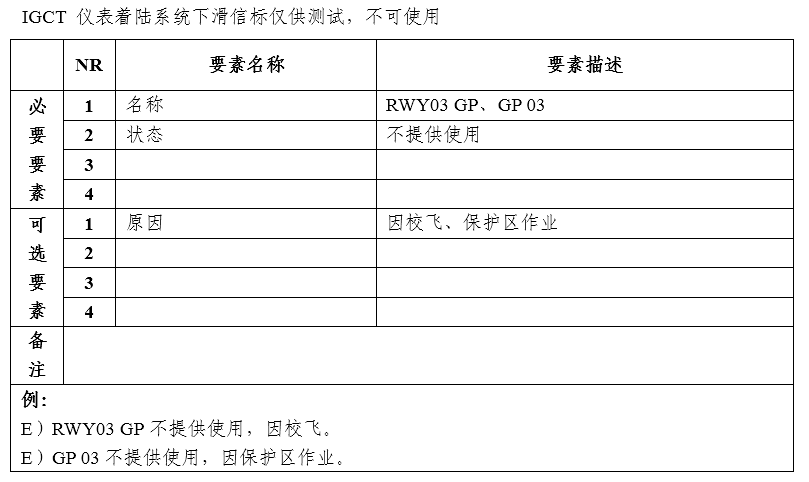 IGCT 仪表着陆系统下滑信标仅供测试，不可使用
NR 要素名称 要素描述
必要要素
1 名称 RWY03 GP、GP 03
2 状态 不提供使用
3
4
可选要素
1 原因 因校飞、保护区作业
2
3
4
备注
例：
E）RWY03 GP 不提供使用，因校飞。
E）GP 03 不提供使用，因保护区作业。